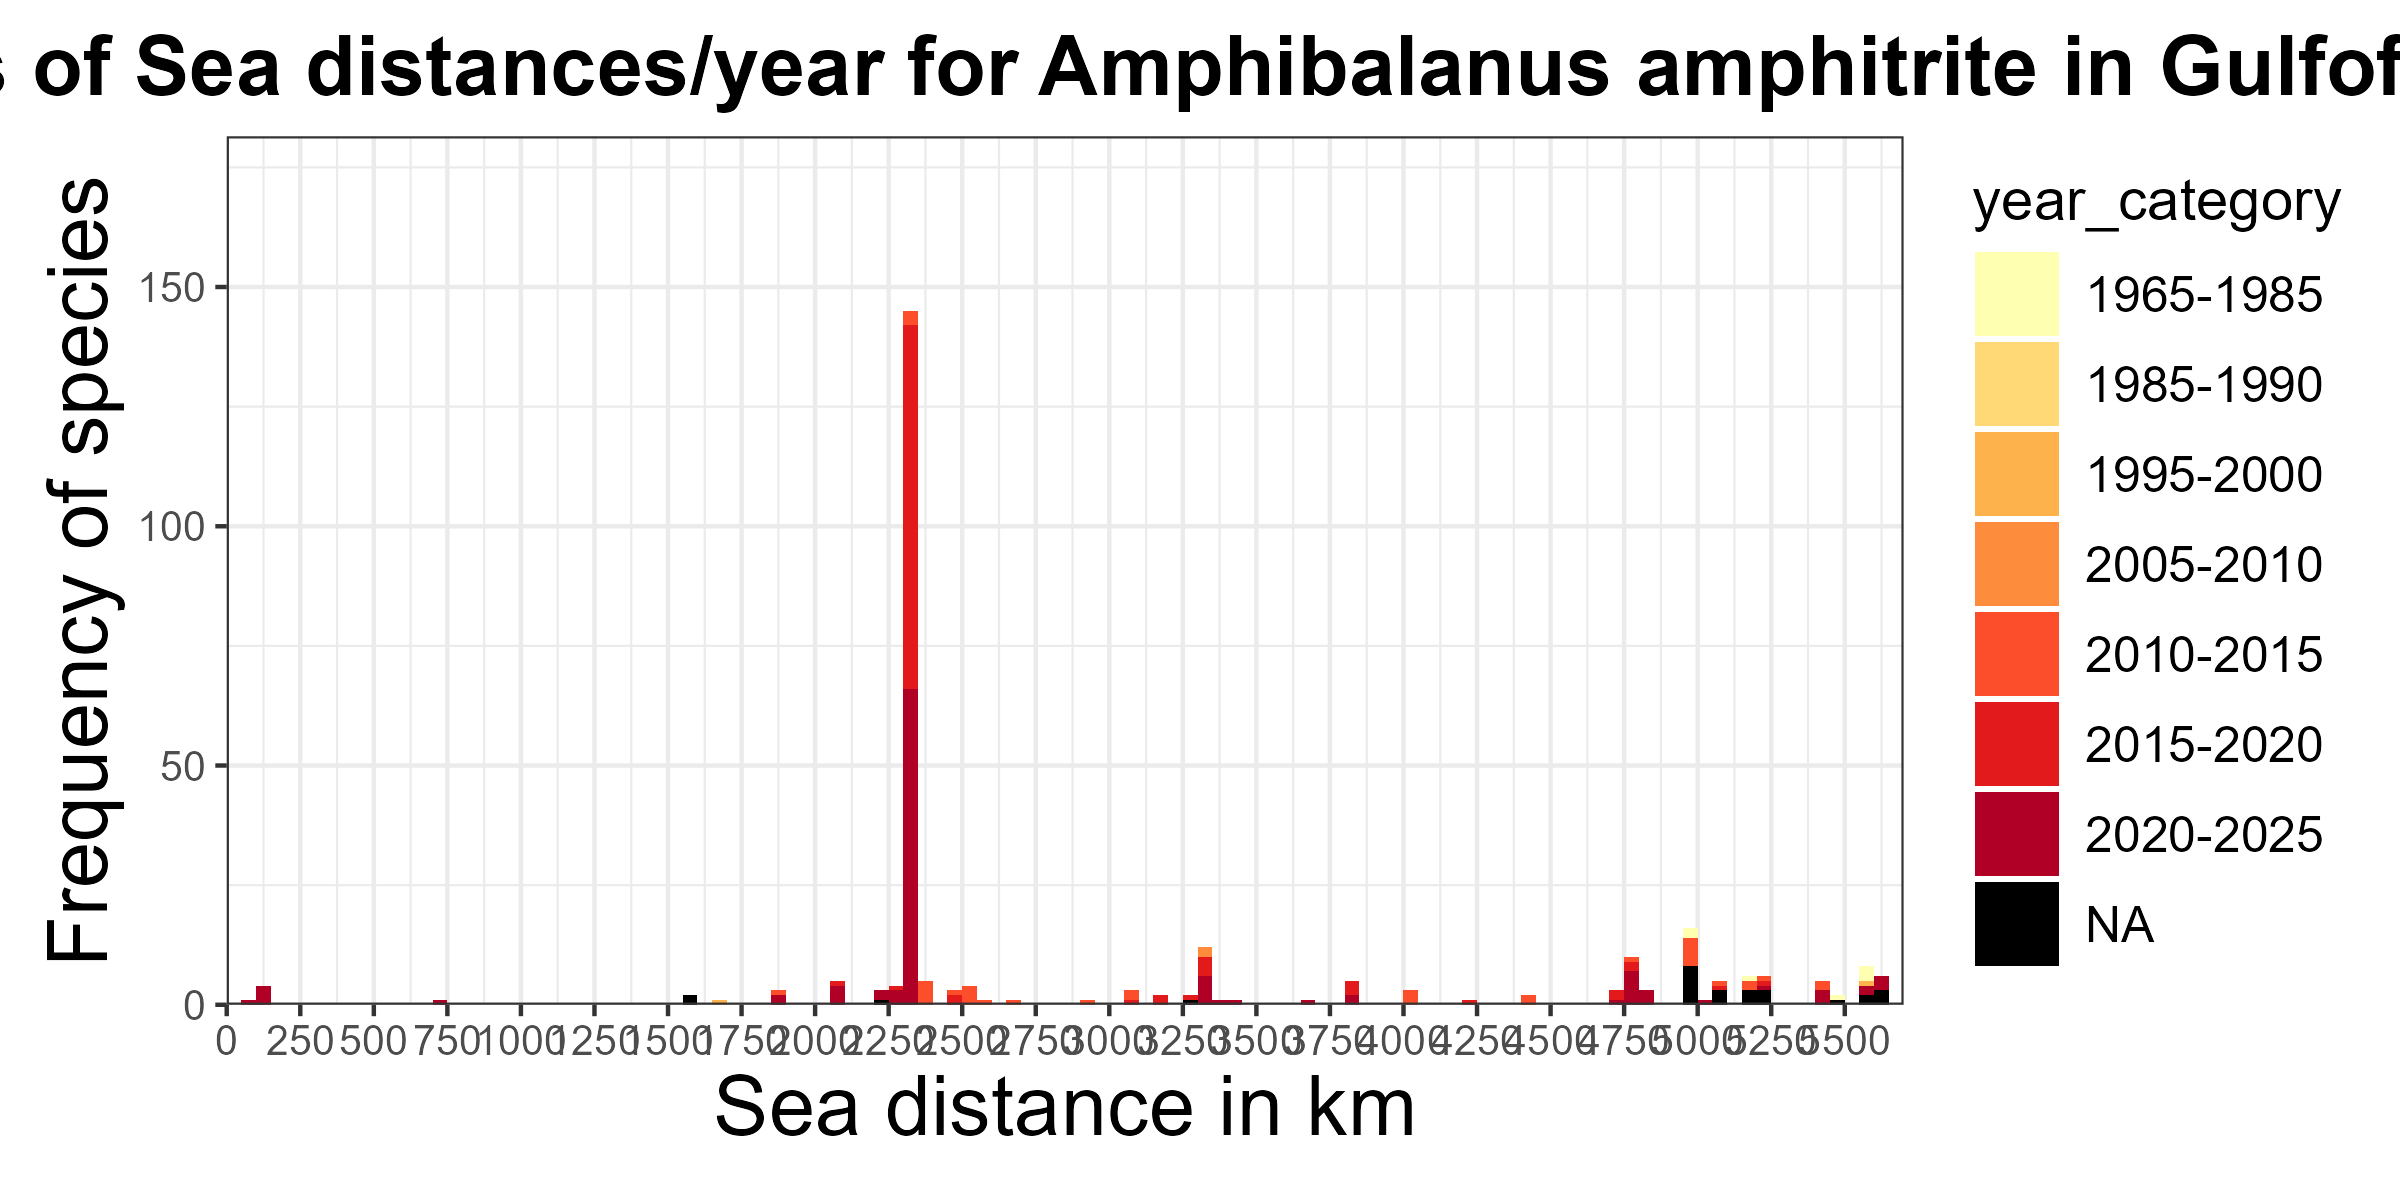 s of Sea distances/year for Amphibalanus amphitrite in Gulfof
Frequency of species
150
100
50
0
0 250 500 750 1000 1250 1500 1750 2000 2250 2500 2750 3000 3250 3500 3750 4000 4250 4500 4750 5000 5250 5500
Sea distance in km
year_category
1965-1985
1985-1990
1995-2000
2005-2010
2010-2015
2015-2020
2020-2025
NA